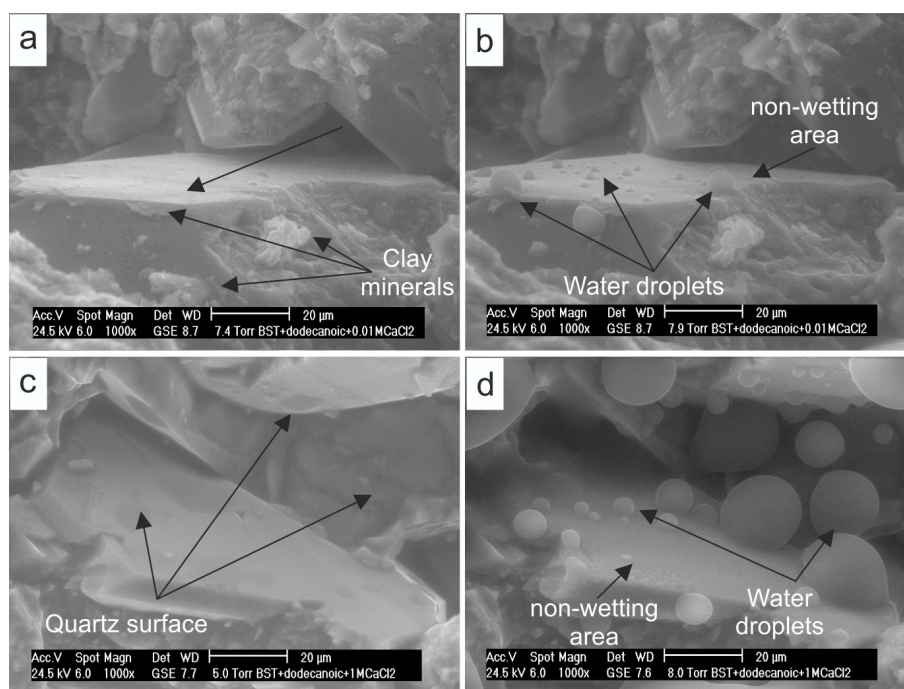 a
Clay
minerals
Acc.V Spot Magn Det WD 20 µm
24.5 kV 6.0 1000x GSE 8.7 7.4 Torr BST+dodecanoic+0.01MCaCl2
b
non-wetting
area
Water droplets
Acc.V Spot Magn Det WD 20 µm
24.5 kV 6.0 1000x GSE 8.7 7.9 Torr BST+dodecanoic+0.01MCaCl2
c
Quartz surface
Acc.V Spot Magn Det WD 20 µm
24.5 kV 6.0 1000x GSE 7.7 5.0 Torr BST+dodecanoic+1MCaCl2
d
non-wetting
area
Water
droplets
Acc.V Spot Magn Det WD 20 µm
24.5 kV 6.0 1000x GSE 7.6 8.0 Torr BST+dodecanoic+1MCaCl2